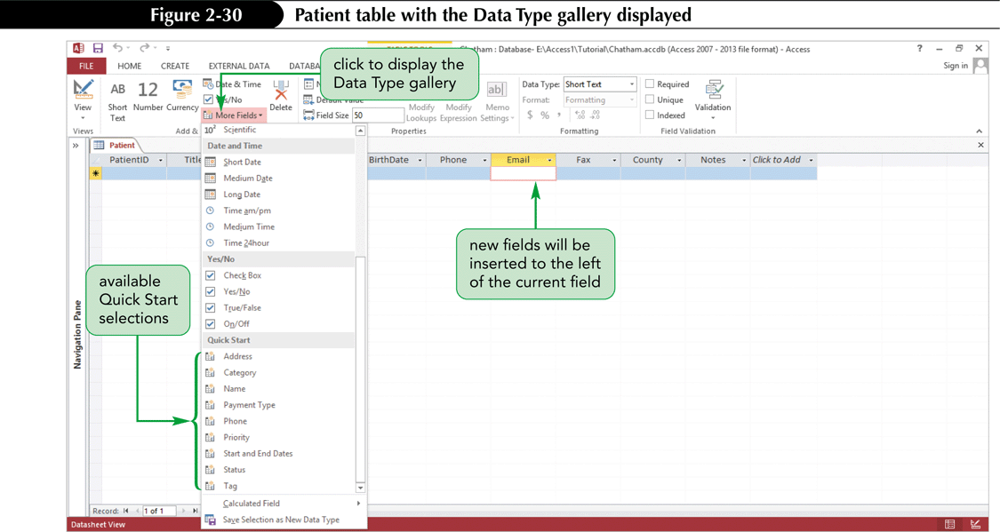 Figure 2-30 Patient table with the Data Type gallery displayed
Chatham : Database- E:\Access1\Tutorial\Chatham.accdb (Access 2007 - 2013 file format) - Access
FILE HOME CREATE EXTERNAL DATA Sign in
click to display the
Data Type gallery
View
Views
AB
Short
Text
12
Number
Currency
Date & Time
More Fields
Delete
Default Value
Field Size 50
Modify
Lookups
Modify
Expression
ab|
Memo
Settings
Properties
Data Type: Short Text
Format: Formatting
$ % ,
Formatting
Required
Unique
Indexed
Validation
Field Validation
Patient
PatientID BirthDate Phone Email Fax County Notes Click to Add
10² Scientific
Date and Time
Short Date
Medium Date
Long Date
Time am/pm
Medium Time
Time 24hour
Yes/No
Check Box
Yes/No
True/False
On/Off
Quick Start
Address
Category
Name
Payment Type
Phone
Priority
Start and End Dates
Status
Tag
Calculated Field
Save Selection as New Data Type
new fields will be
inserted to the left
of the current field
available
Quick Start
selections
Navigation Pane
Record: 1 of 1
Datasheet View